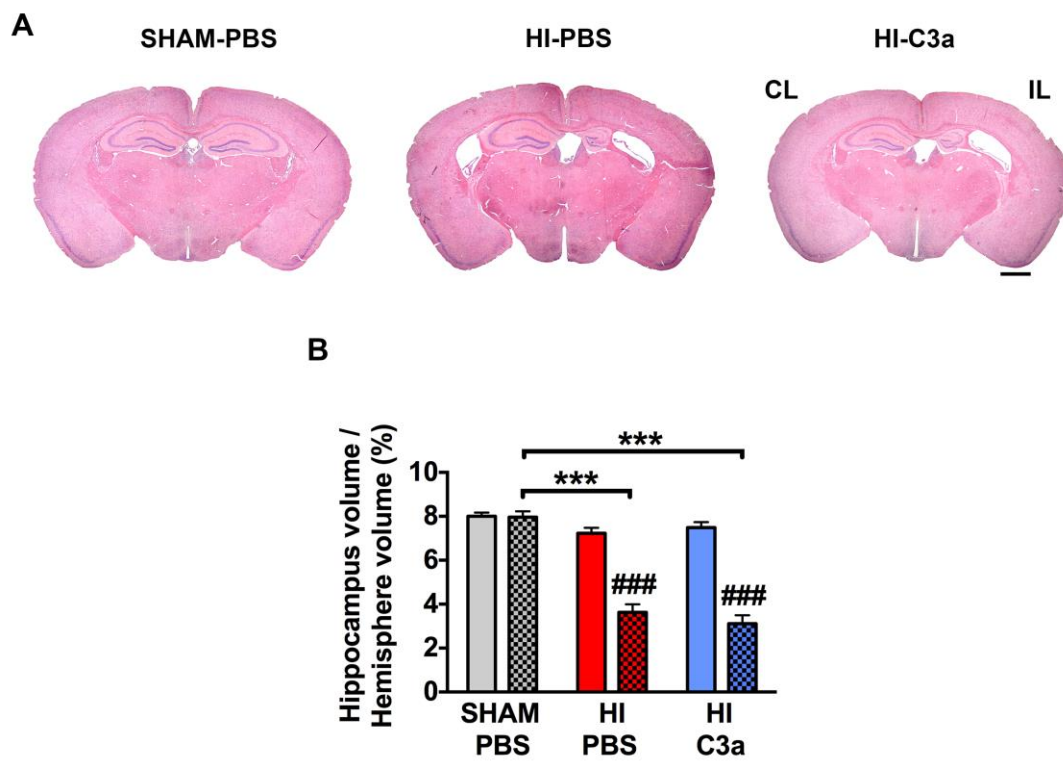 A
SHAM-PBS
HI-PBS
HI-C3a
CL
IL
B
Hippocampus volume /
Hemisphere volume (%)
***
***
10
8
6
4
2
0
###
###
SHAM
PBS
HI
PBS
HI
C3a